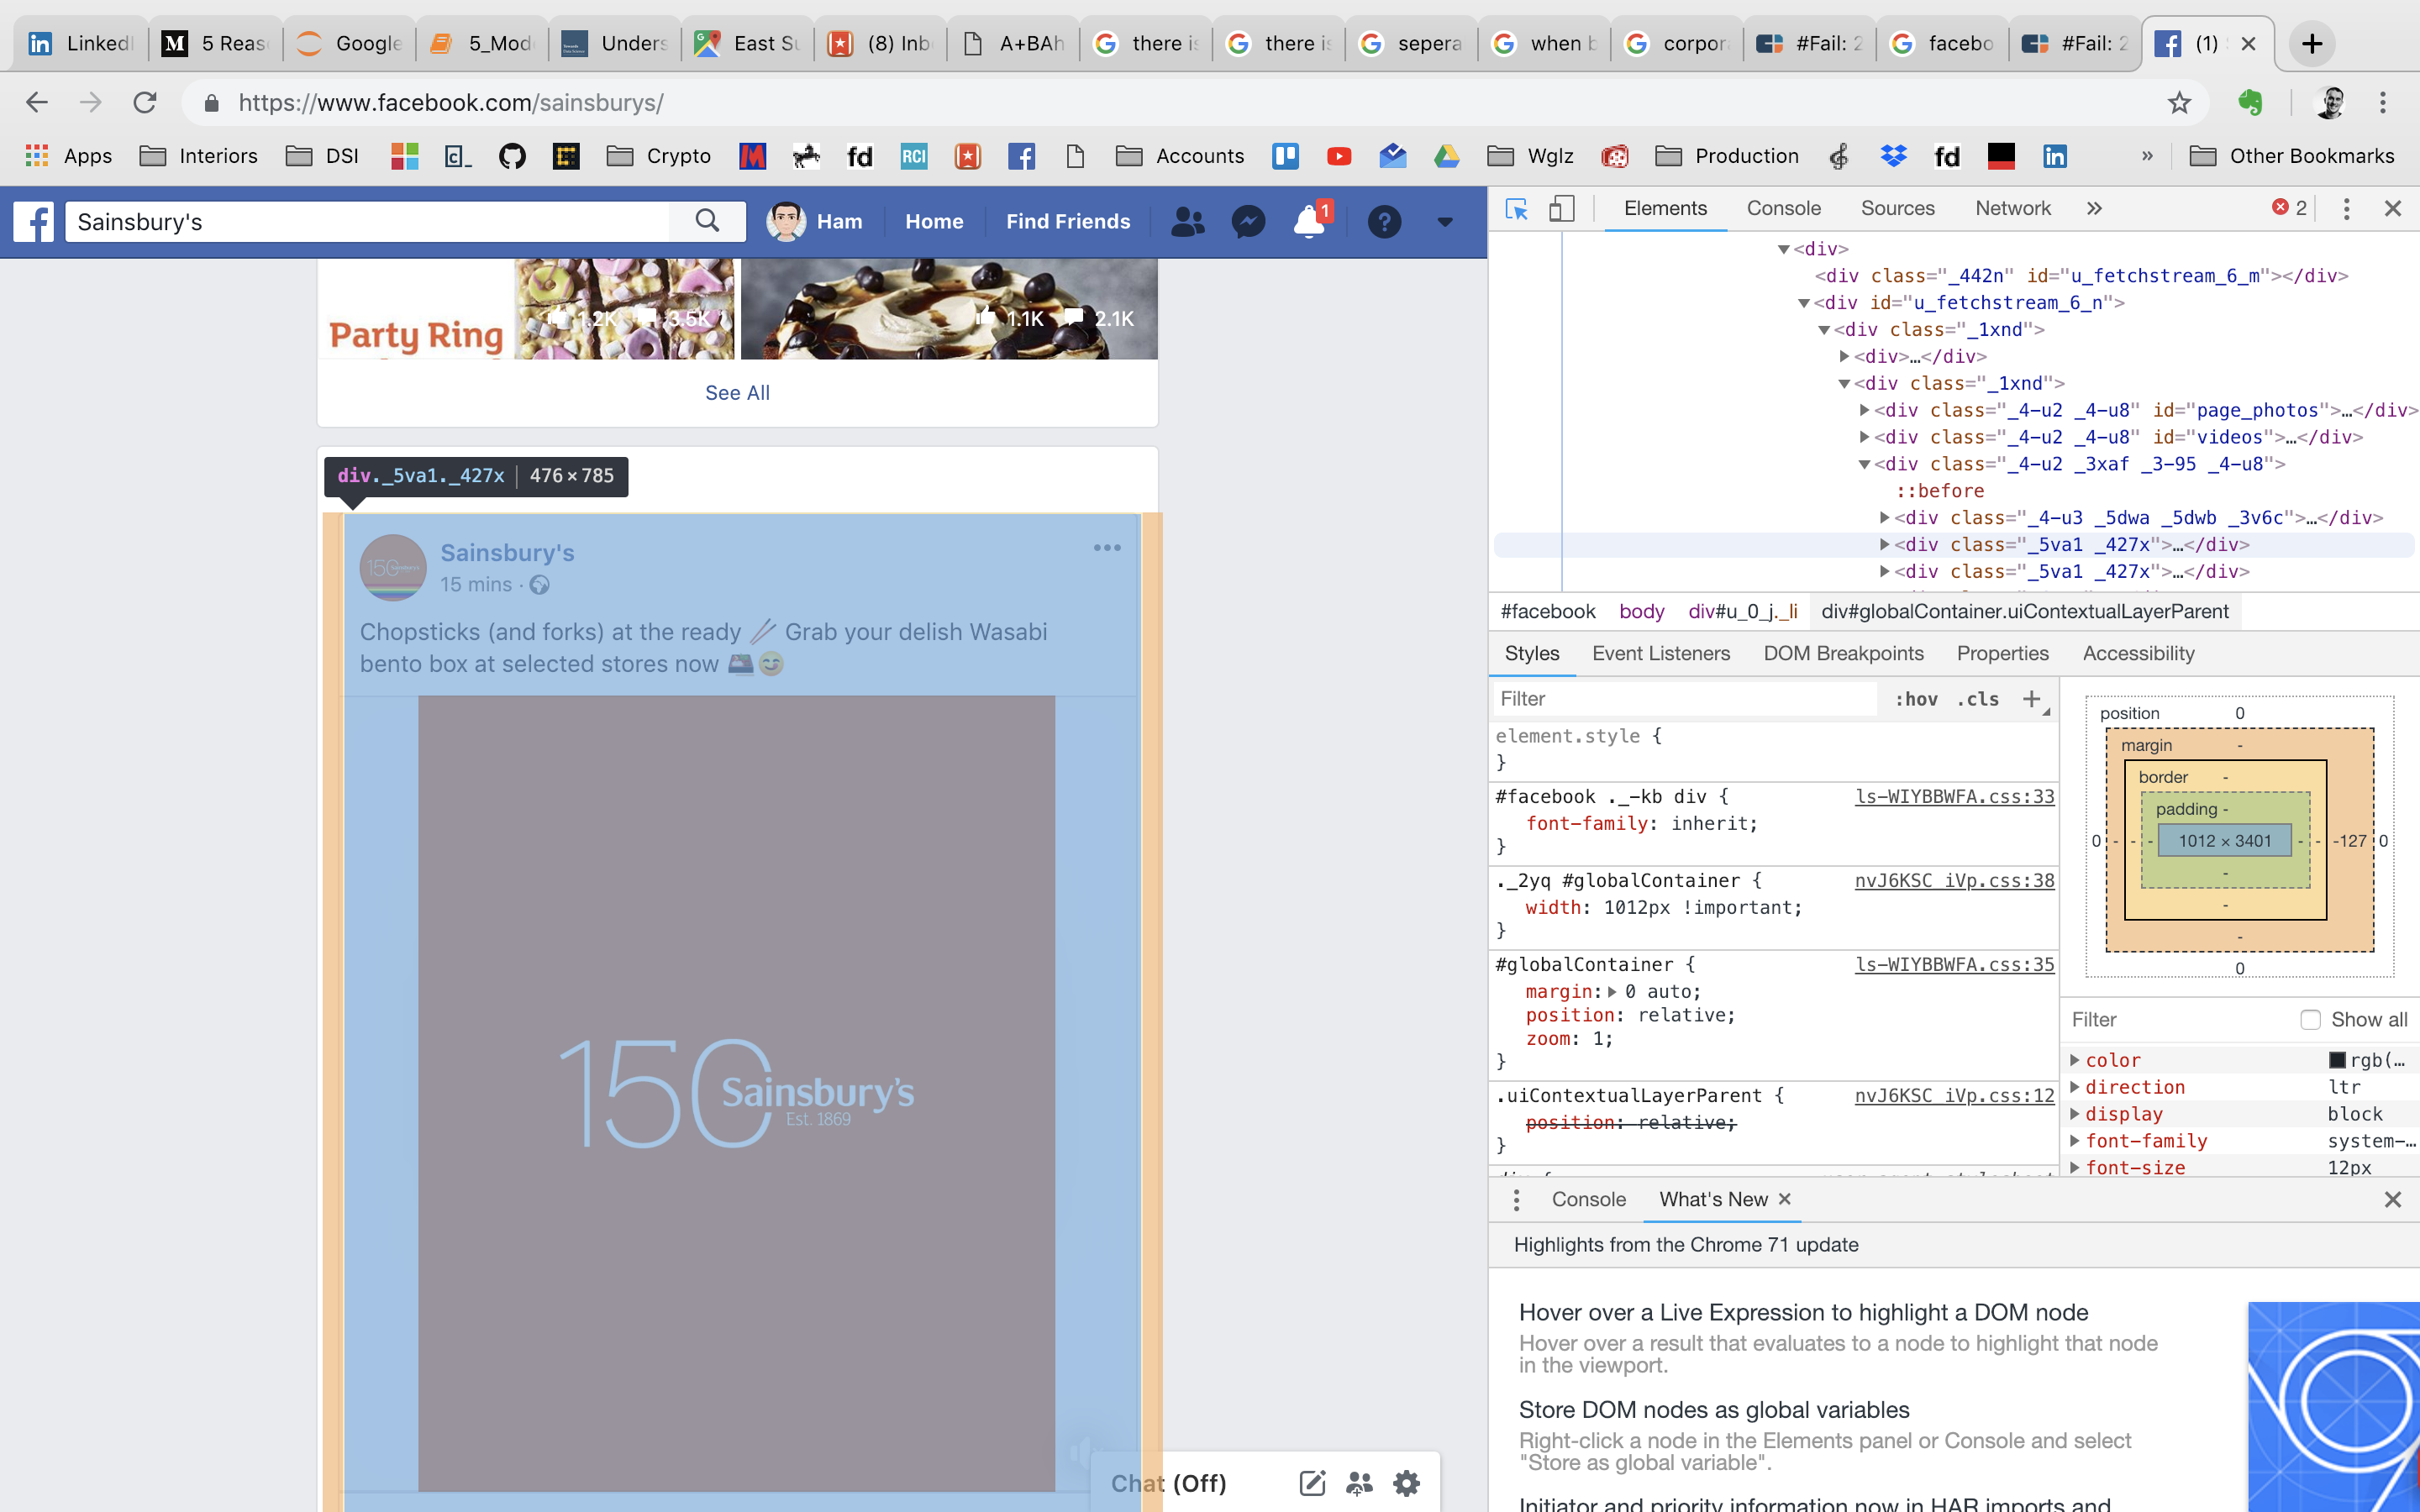 LinkedI
5 Reas
Google
5_Mod
Unders
East Su
(8) Inb
A+BAh
there is
there is
sepera
when b
corpor
#Fail: 2
facebo
#Fail: 2
(1)
https://www.facebook.com/sainsburys/
Apps Interiors DSI Crypto fd RCI Accounts Wglz Production fd » Other Bookmarks
Sainsbury's
Ham Home Find Friends 1
Party Ring
1.2K 3.5K
1.1K 2.1K
See All
div._5va1._427x | 476 × 785
Sainsbury's
15 mins ·
Chopsticks (and forks) at the ready 🥢 Grab your delish Wasabi
bento box at selected stores now 🍱😋
150 Sainsbury's
Est. 1869
Chat (Off)
Elements Console Sources Network » 2
▼<div>
<div class="_442n" id="u_fetchstream_6_m"></div>
▼<div id="u_fetchstream_6_n">
▼<div class="_1xnd">
▶<div>…</div>
▼<div class="_1xnd">
▶<div class="_4-u2 _4-u8" id="page_photos">…</div>
▶<div class="_4-u2 _4-u8" id="videos">…</div>
▼<div class="_4-u2 _3xaf _3-95 _4-u8">
::before
▶<div class="_4-u3 _5dwa _5dwb _3v6c">…</div>
▶<div class="_5va1 _427x">…</div>
▶<div class="_5va1 _427x">…</div>
#facebook body div#u_0_j._li div#globalContainer.uiContextualLayerParent
Styles Event Listeners DOM Breakpoints Properties Accessibility
Filter :hov .cls +
element.style {
}
#facebook ._-kb div { ls-WIYBBWFA.css:33
font-family: inherit;
}
._2yq #globalContainer { nvJ6KSC_iVp.css:38
width: 1012px !important;
}
#globalContainer { ls-WIYBBWFA.css:35
margin:▶ 0 auto;
position: relative;
zoom: 1;
}
.uiContextualLayerParent { nvJ6KSC_iVp.css:12
position: relative;
}
position 0
margin -
border -
padding -
0 - - - 1012 × 3401 - - -127 0
-
-
-
0
Filter Show all
▶ color rgb(…
▶ direction ltr
▶ display block
▶ font-family system-…
▶ font-size 12px
Console What's New ×
Highlights from the Chrome 71 update
Hover over a Live Expression to highlight a DOM node
Hover over a result that evaluates to a node to highlight that node
in the viewport.
Store DOM nodes as global variables
Right-click a node in the Elements panel or Console and select
"Store as global variable".
Initiator and priority information now in HAR imports and